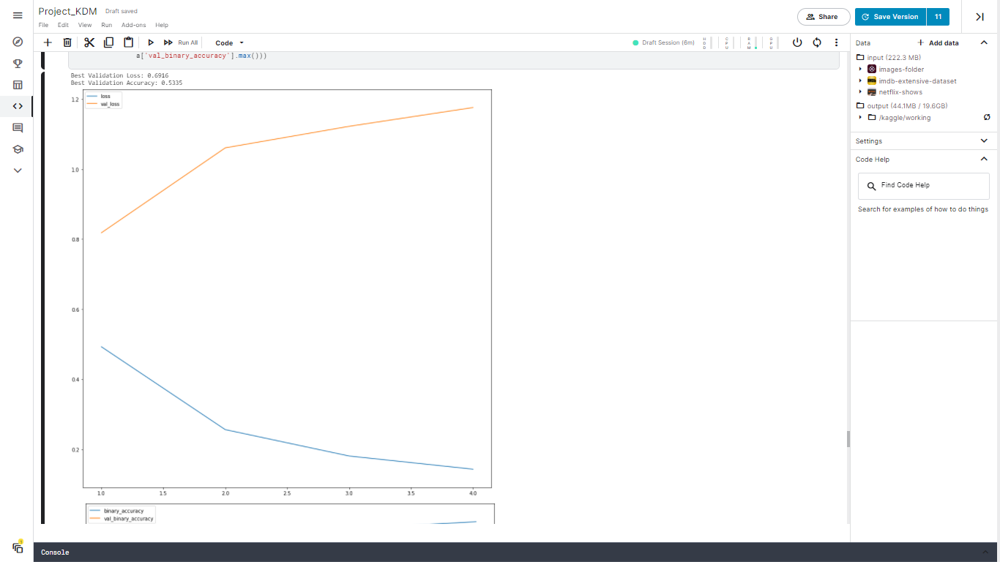 Project_KDM Draft saved
File Edit View Run Add-ons Help
Share
Save Version 11
Run All Code
Draft Session (6m) HDD CPU RAM GPU
a['val_binary_accuracy'].max()))
Best Validation Loss: 0.6916
Best Validation Accuracy: 0.5335
loss
val_loss
1.2
1.0
0.8
0.6
0.4
0.2
1.0 1.5 2.0 2.5 3.0 3.5 4.0
binary_accuracy
val_binary_accuracy
Data + Add data
input (222.3 MB)
images-folder
imdb-extensive-dataset
netflix-shows
output (44.1MB / 19.6GB)
/kaggle/working
Settings
Code Help
Find Code Help
Search for examples of how to do things
1
Console